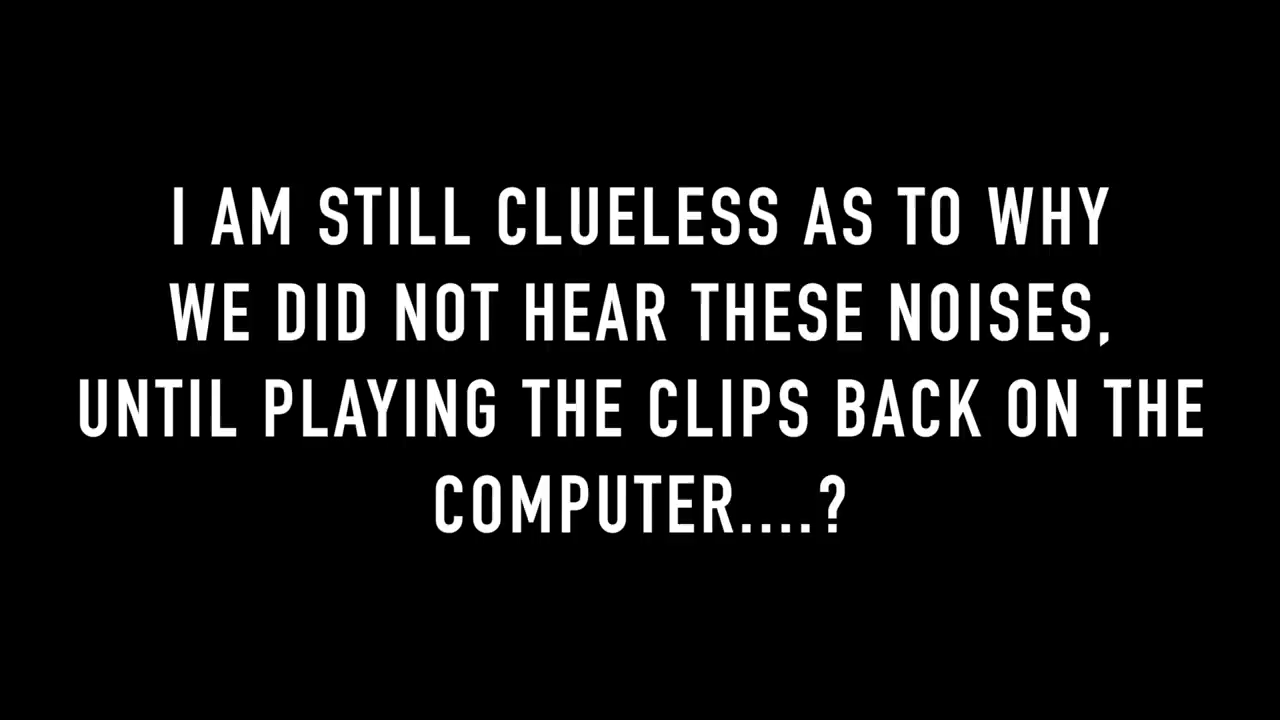 I AM STILL CLUELESS AS TO WHY
WE DID NOT HEAR THESE NOISES,
UNTIL PLAYING THE CLIPS BACK ON THE
COMPUTER....?